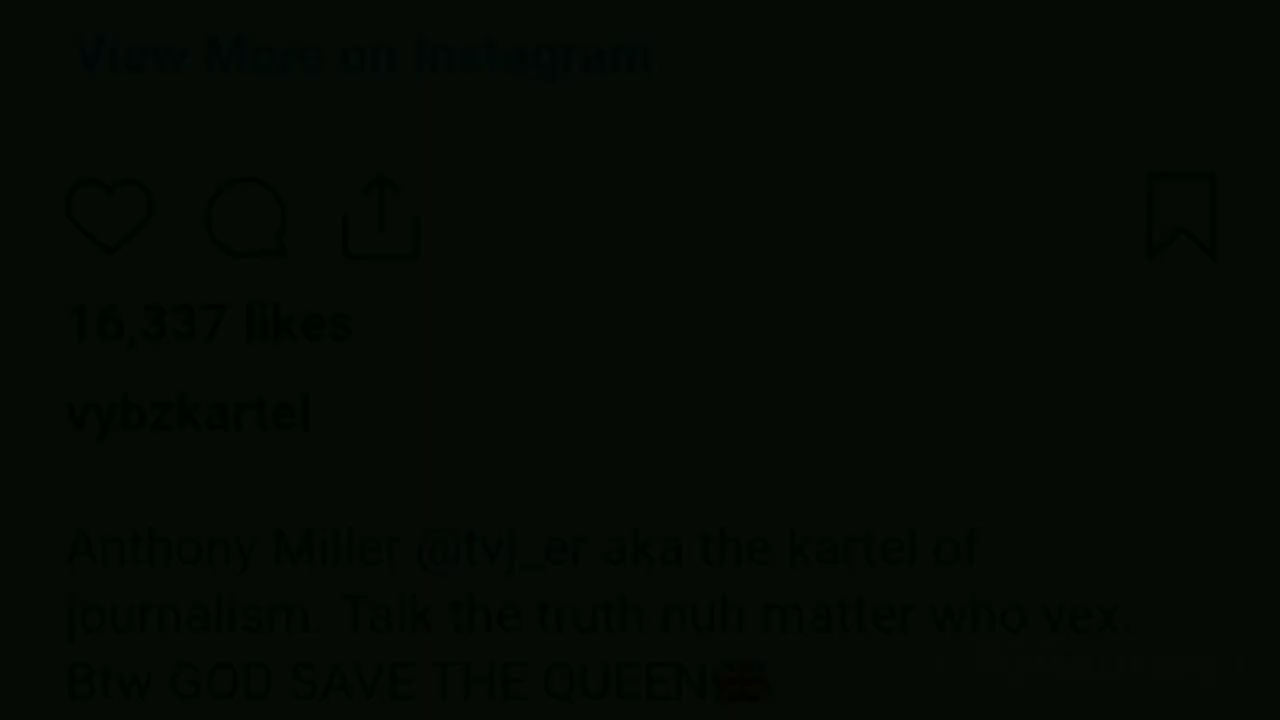 View More on Instagram
16,337 likes
vybzkartel
Anthony Miller @tvj_er aka the kartel of
journalism. Talk the truth nuh matter who vex.
Btw GOD SAVE THE QUEEN